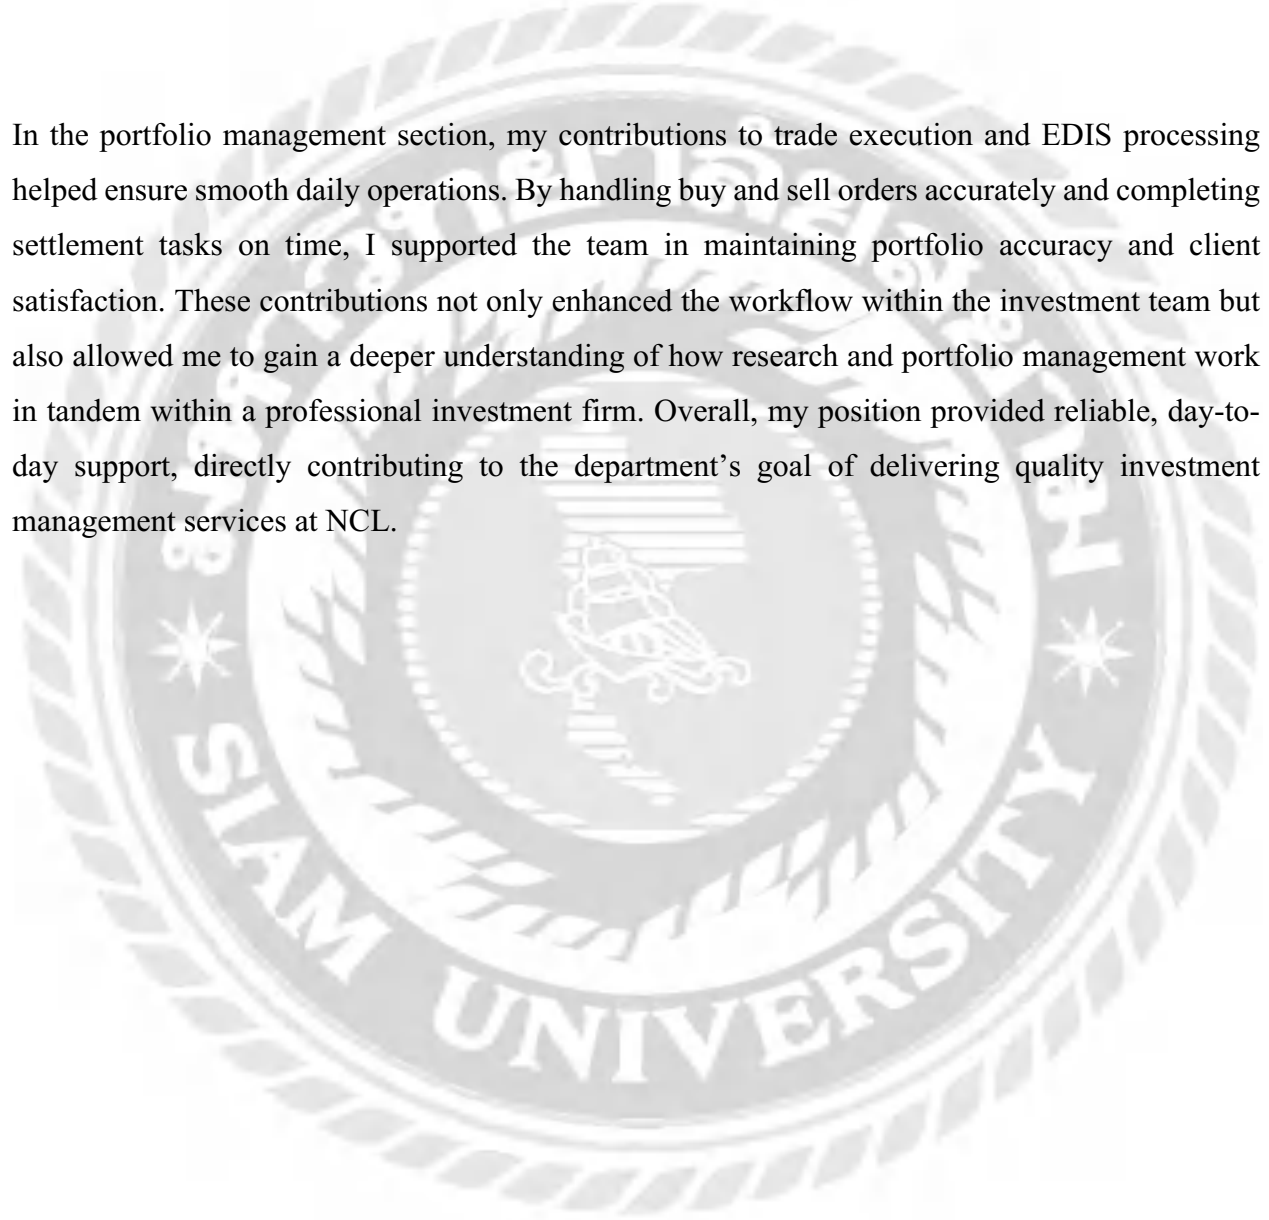 In the portfolio management section, my contributions to trade execution and EDIS processing
helped ensure smooth daily operations. By handling buy and sell orders accurately and completing
settlement tasks on time, I supported the team in maintaining portfolio accuracy and client
satisfaction. These contributions not only enhanced the workflow within the investment team but
also allowed me to gain a deeper understanding of how research and portfolio management work
in tandem within a professional investment firm. Overall, my position provided reliable, day-to-
day support, directly contributing to the department’s goal of delivering quality investment
management services at NCL.
SIAM UNIVERSITY